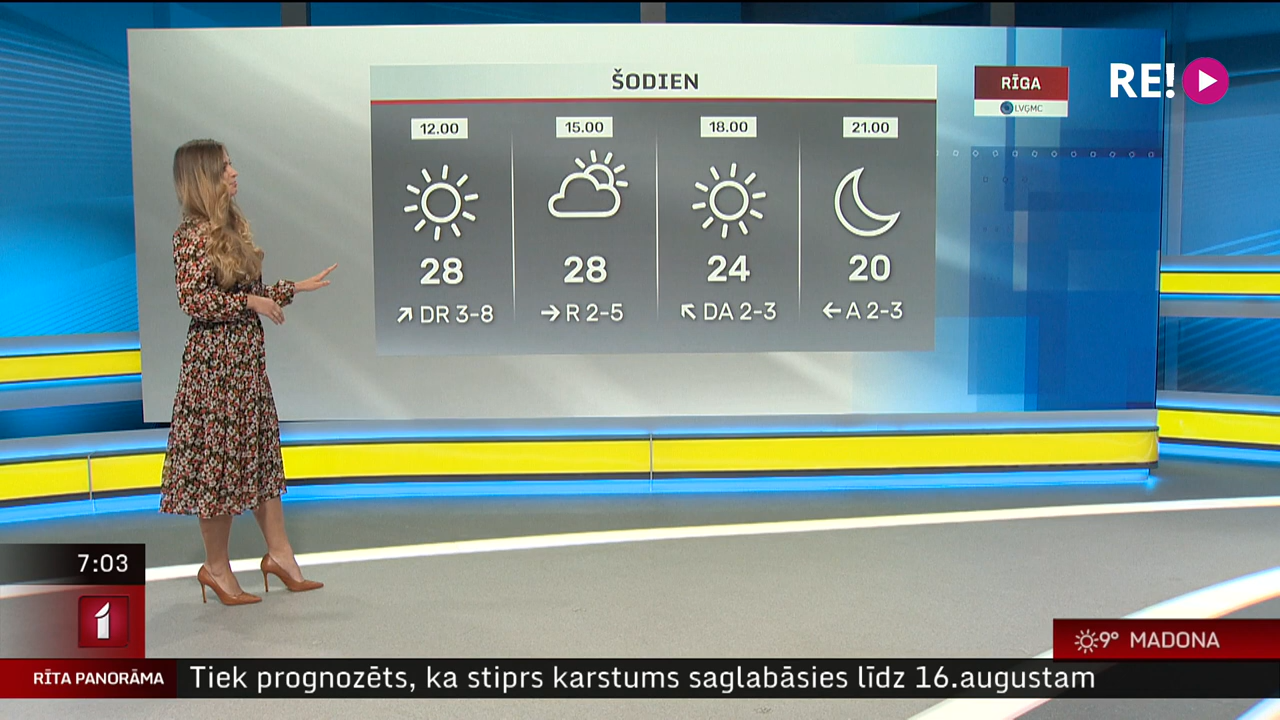 ŠODIEN
RĪGA
LVĢMC
RE!
12.00
15.00
18.00
21.00
28
28
24
20
↗ DR 3-8
→ R 2-5
↖ DA 2-3
← A 2-3
7:03
1
9° MADONA
RĪTA PANORĀMA
Tiek prognozēts, ka stiprs karstums saglabāsies līdz 16.augustam